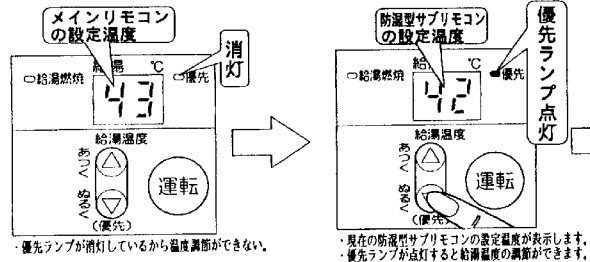 メインリモコン
の設定温度
消灯
給湯 ℃
給湯燃焼
優先
43
給湯温度
あつく
ぬるく
(優先)
運転
・優先ランプが消灯しているから温度調節ができない。
防湿型サブリモコン
の設定温度
優先ランプ点灯
給湯 ℃
給湯燃焼
優先
42
給湯温度
あつく
ぬるく
(優先)
運転
・現在の防湿型サブリモコンの設定温度が表示します。
・優先ランプが点灯すると給湯温度の調節ができます。